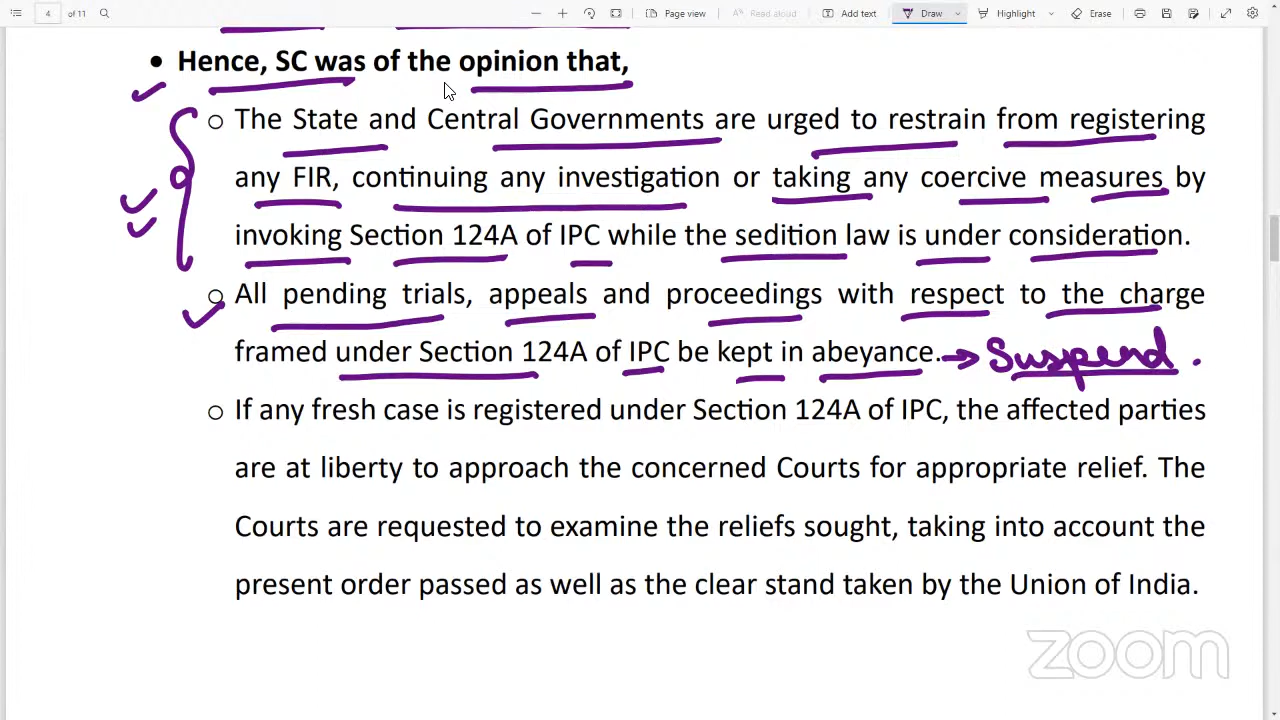 4 of 11 Page view Read aloud Add text Draw Highlight Erase
• Hence, SC was of the opinion that,
o The State and Central Governments are urged to restrain from registering
any FIR, continuing any investigation or taking any coercive measures by
invoking Section 124A of IPC while the sedition law is under consideration.
o All pending trials, appeals and proceedings with respect to the charge
framed under Section 124A of IPC be kept in abeyance. → Suspend.
o If any fresh case is registered under Section 124A of IPC, the affected parties
are at liberty to approach the concerned Courts for appropriate relief. The
Courts are requested to examine the reliefs sought, taking into account the
present order passed as well as the clear stand taken by the Union of India.
zoom